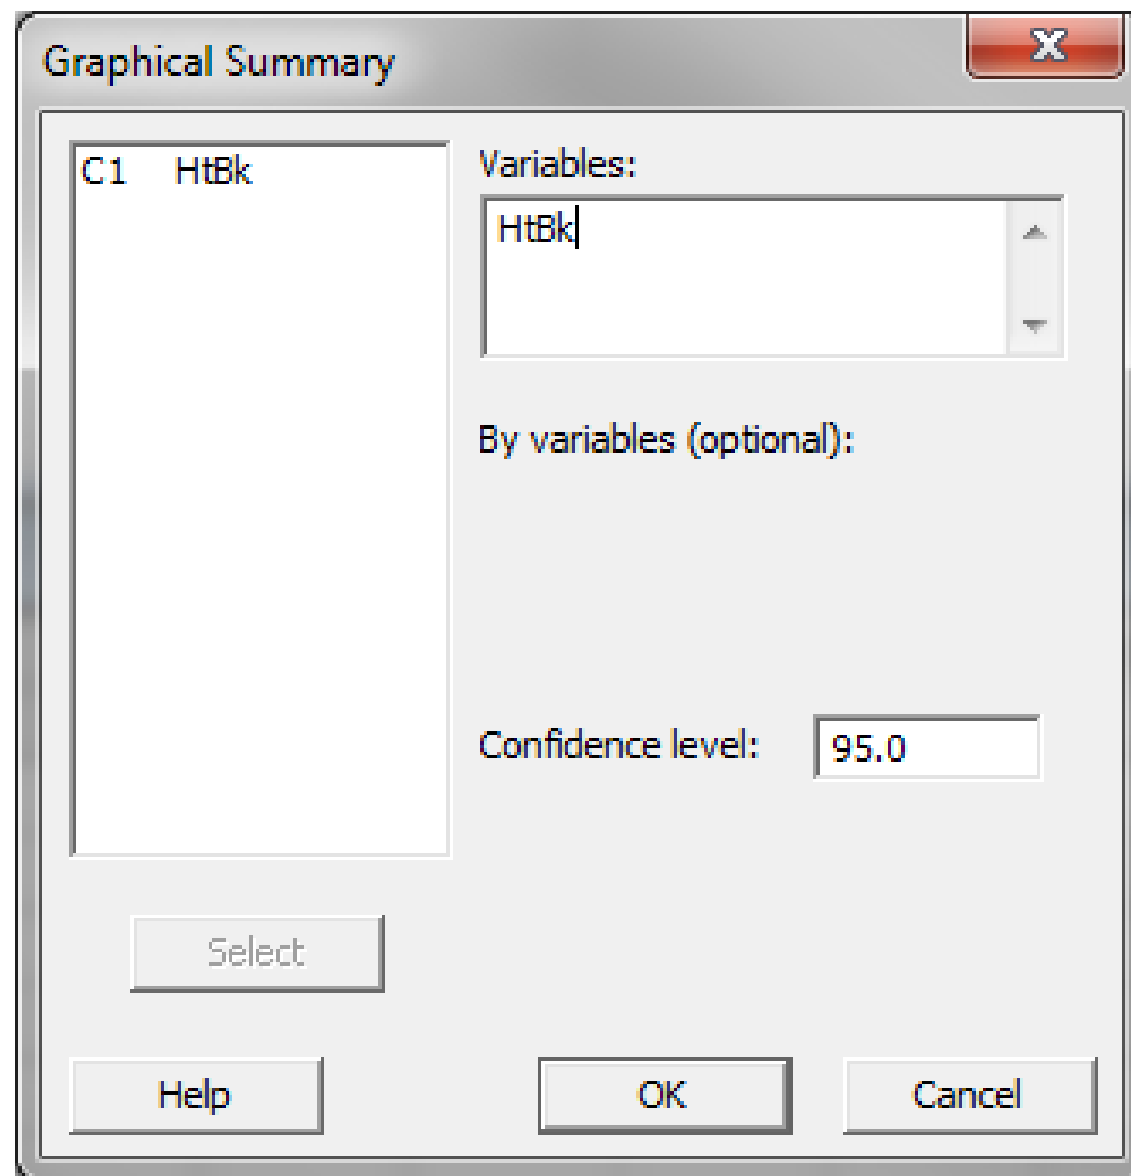 Graphical Summary
C1 HtBk
Variables:
HtBk
By variables (optional):
Confidence level: 95.0
Select
Help OK Cancel